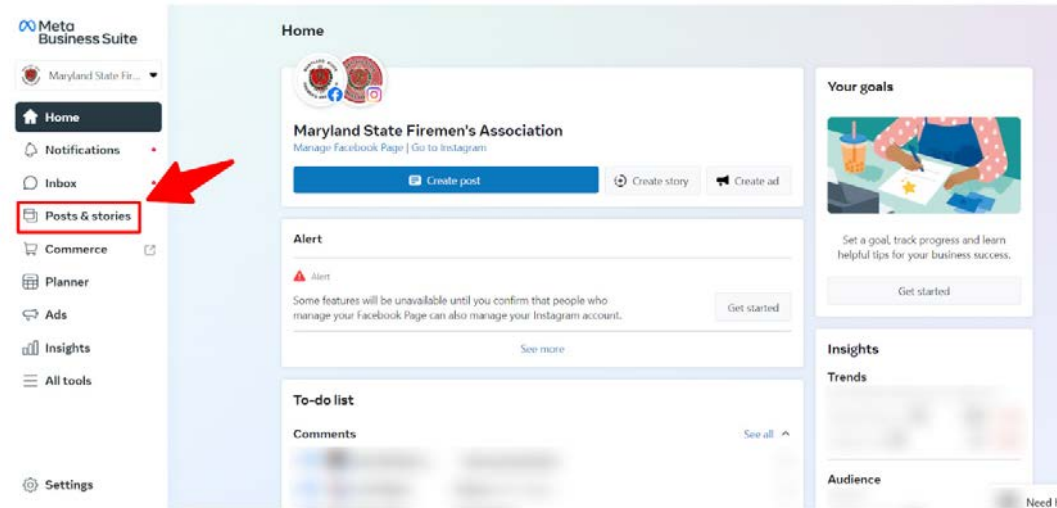 Meta
Business Suite
Maryland State Fir...
Home
Notifications
Inbox
Posts & stories
Commerce
Planner
Ads
Insights
All tools
Settings
Home
Maryland State Firemen's Association
Manage Facebook Page | Go to Instagram
Create post
Create story
Create ad
Alert
Alert
Some features will be unavailable until you confirm that people who
manage your Facebook Page can also manage your Instagram account.
Get started
See more
To-do list
Comments
See all
Your goals
Set a goal, track progress and learn
helpful tips for your business success.
Get started
Insights
Trends
Audience
Need